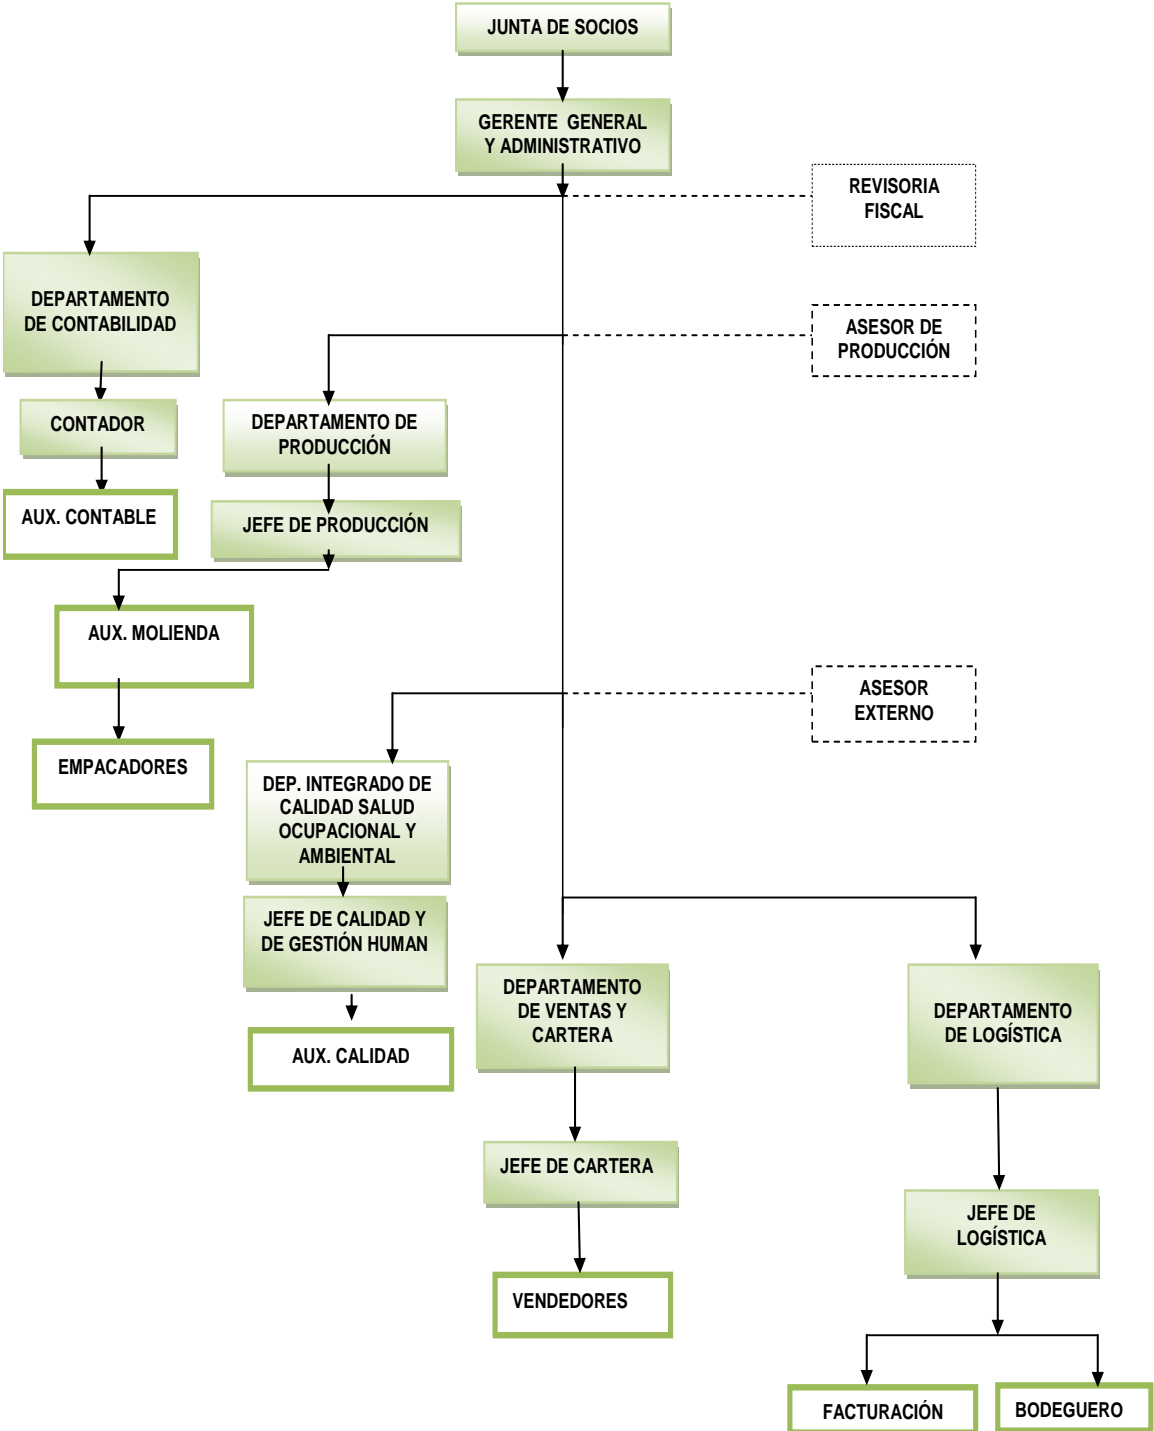 JUNTA DE SOCIOS
GERENTE GENERAL
Y ADMINISTRATIVO
REVISORIA
FISCAL
DEPARTAMENTO
DE CONTABILIDAD
ASESOR DE
PRODUCCIÓN
CONTADOR
DEPARTAMENTO DE
PRODUCCIÓN
AUX. CONTABLE
JEFE DE PRODUCCIÓN
AUX. MOLIENDA
ASESOR
EXTERNO
EMPACADORES
DEP. INTEGRADO DE
CALIDAD SALUD
OCUPACIONAL Y
AMBIENTAL
JEFE DE CALIDAD Y
DE GESTIÓN HUMAN
DEPARTAMENTO
DE VENTAS Y
CARTERA
DEPARTAMENTO
DE LOGÍSTICA
AUX. CALIDAD
JEFE DE CARTERA
JEFE DE
LOGÍSTICA
VENDEDORES
FACTURACIÓN
BODEGUERO